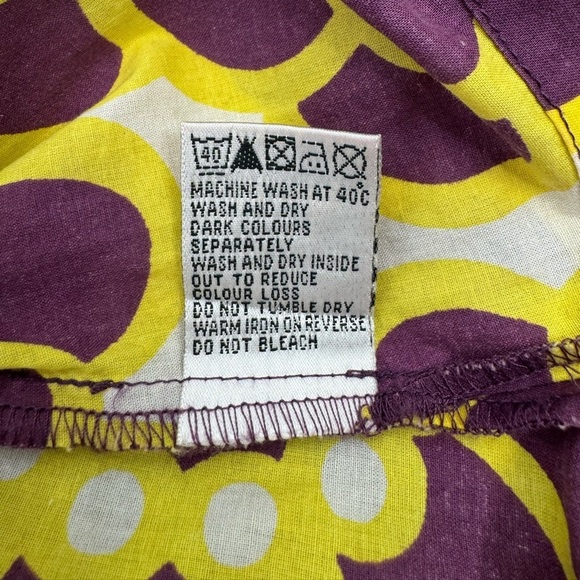 40
MACHINE WASH AT 40°C
WASH AND DRY
DARK COLOURS
SEPARATELY
WASH AND DRY INSIDE
OUT TO REDUCE
COLOUR LOSS
DO NOT TUMBLE DRY
WARM IRON ON REVERSE
DO NOT BLEACH